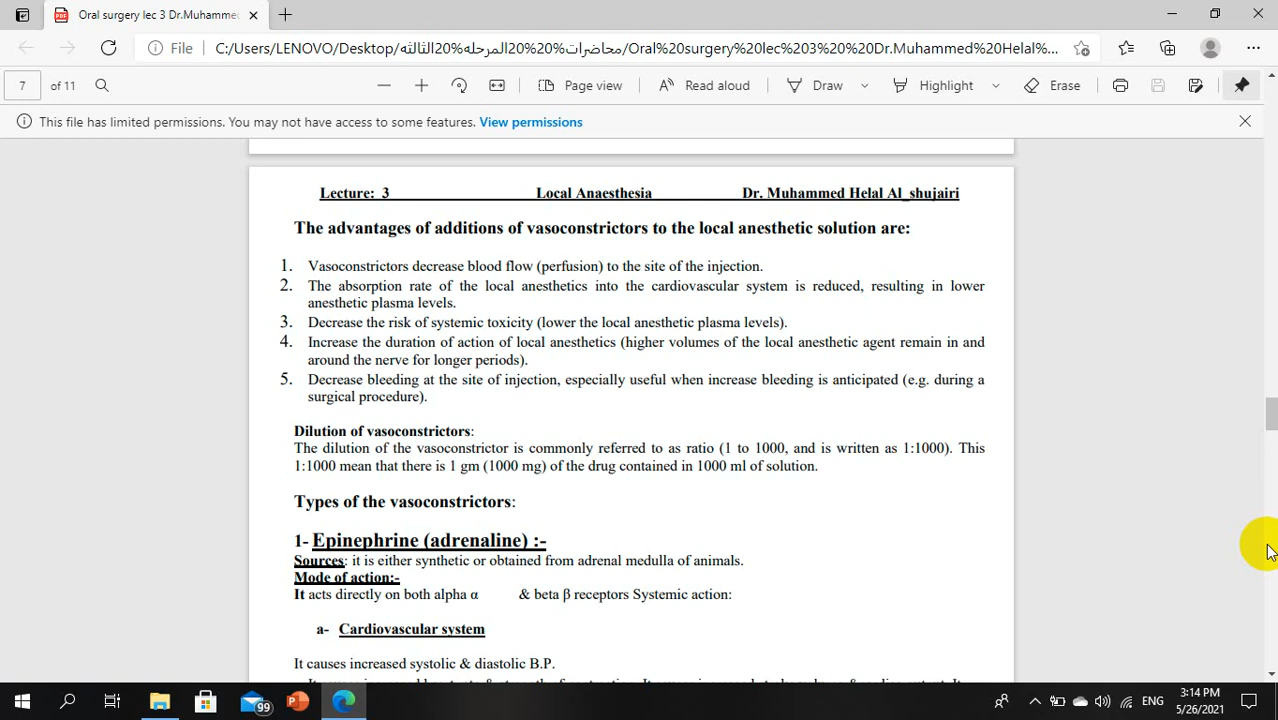 Oral surgery lec 3 Dr.Muhammed
File
C:/Users/LENOVO/Desktop/محاضرات%20%20المرحله%20الثالثه/Oral%20surgery%20lec%203%20%20Dr.Muhammed%20Helal%...
7 of 11
Page view
Read aloud
Draw
Highlight
Erase
This file has limited permissions. You may not have access to some features. View permissions
Lecture: 3 Local Anaesthesia Dr. Muhammed Helal Al_shujairi
The advantages of additions of vasoconstrictors to the local anesthetic solution are:
1. Vasoconstrictors decrease blood flow (perfusion) to the site of the injection.
2. The absorption rate of the local anesthetics into the cardiovascular system is reduced, resulting in lower
anesthetic plasma levels.
3. Decrease the risk of systemic toxicity (lower the local anesthetic plasma levels).
4. Increase the duration of action of local anesthetics (higher volumes of the local anesthetic agent remain in and
around the nerve for longer periods).
5. Decrease bleeding at the site of injection, especially useful when increase bleeding is anticipated (e.g. during a
surgical procedure).
Dilution of vasoconstrictors:
The dilution of the vasoconstrictor is commonly referred to as ratio (1 to 1000, and is written as 1:1000). This
1:1000 mean that there is 1 gm (1000 mg) of the drug contained in 1000 ml of solution.
Types of the vasoconstrictors:
1- Epinephrine (adrenaline) :-
Sources: it is either synthetic or obtained from adrenal medulla of animals.
Mode of action:-
It acts directly on both alpha α & beta β receptors Systemic action:
a- Cardiovascular system
It causes increased systolic & diastolic B.P.
99
ENG
3:14 PM
5/26/2021